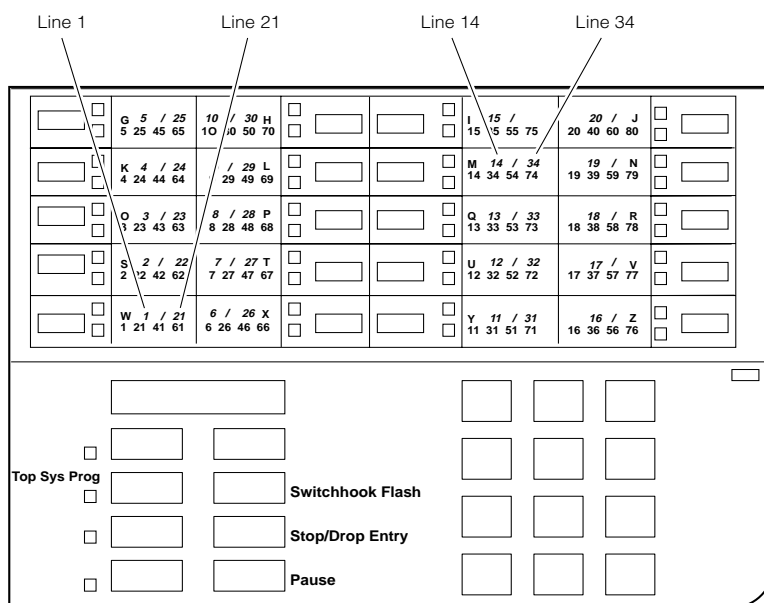 Line 1 Line 21 Line 14 Line 34
G 5 / 25 10 / 30 H I 15 / 20 / J
5 25 45 65 10 50 70 15 55 75 20 40 60 80
K 4 / 24 / 29 L M 14 / 34 19 / N
4 24 44 64 29 49 69 14 34 54 74 19 39 59 79
O 3 / 23 8 / 28 P Q 13 / 33 18 / R
23 43 63 8 28 48 68 13 33 53 73 18 38 58 78
S 2 / 22 7 / 27 T U 12 / 32 17 / V
2 42 62 7 27 47 67 12 32 52 72 17 37 57 77
W 1 / 21 6 / 26 X Y 11 / 31 16 / Z
1 21 41 61 6 26 46 66 11 31 51 71 16 36 56 76
Top Sys Prog
Switchhook Flash
Stop/Drop Entry
Pause